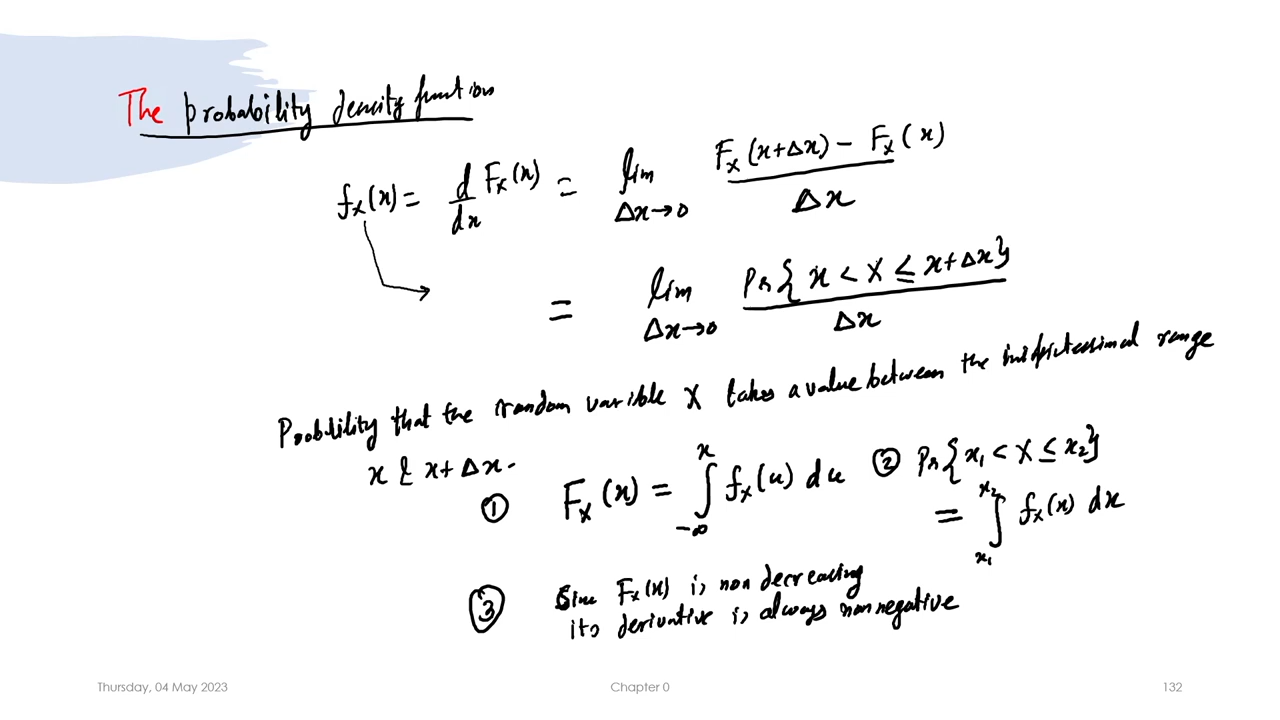 The probability density function
fx(x) = d/dx Fx(x) = lim Δx→0 Fx(x+Δx) − Fx(x) / Δx
= lim Δx→0 Pr{ x < X ≤ x+Δx} / Δx
Probability that the random variable X takes a value between the infinitessimal range
x & x+Δx.
① Fx(x) = ∫ -∞ x fx(u) du
② Pr{x1 < X ≤ x2}
= ∫ x1 x2 fx(x) dx
③ Since Fx(x) is non decreasing
its derivative is always nonnegative
Thursday, 04 May 2023
Chapter 0
132